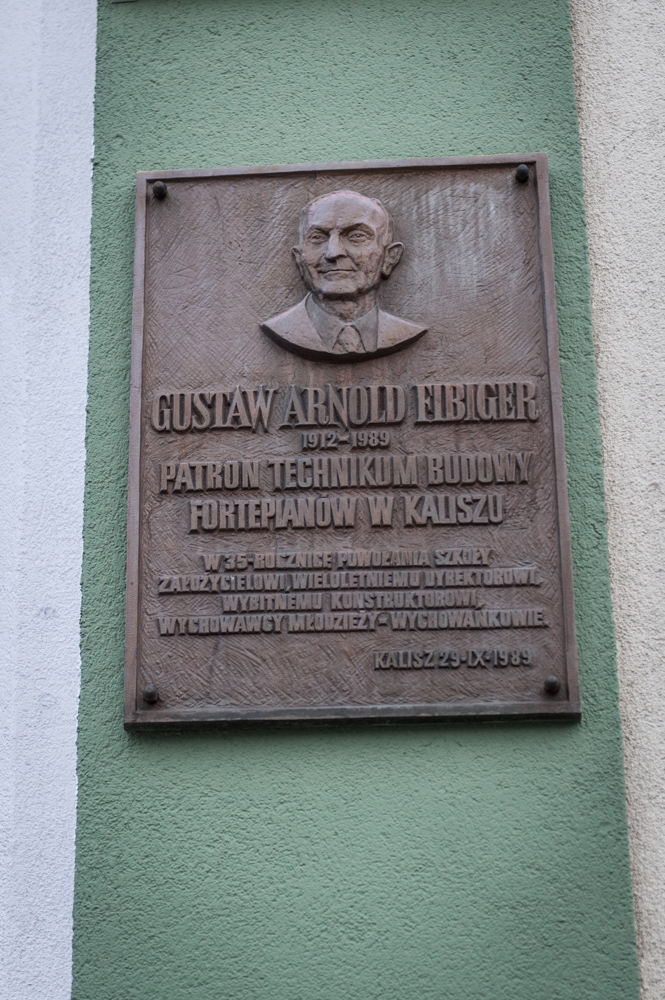 GUSTAW ARNOLD FIBIGER
1912-1989
PATRON TECHNIKUM BUDOWY
FORTEPIANÓW W KALISZU
W 35-ROCZNICĘ POWOŁANIA SZKOŁY
ZAŁOŻYCIELOWI, WIELOLETNIEMU DYREKTOROWI,
WYBITNEMU KONSTRUKTOROWI,
WYCHOWAWCY MŁODZIEŻY - WYCHOWANKOWIE.
KALISZ 29-IX-1989